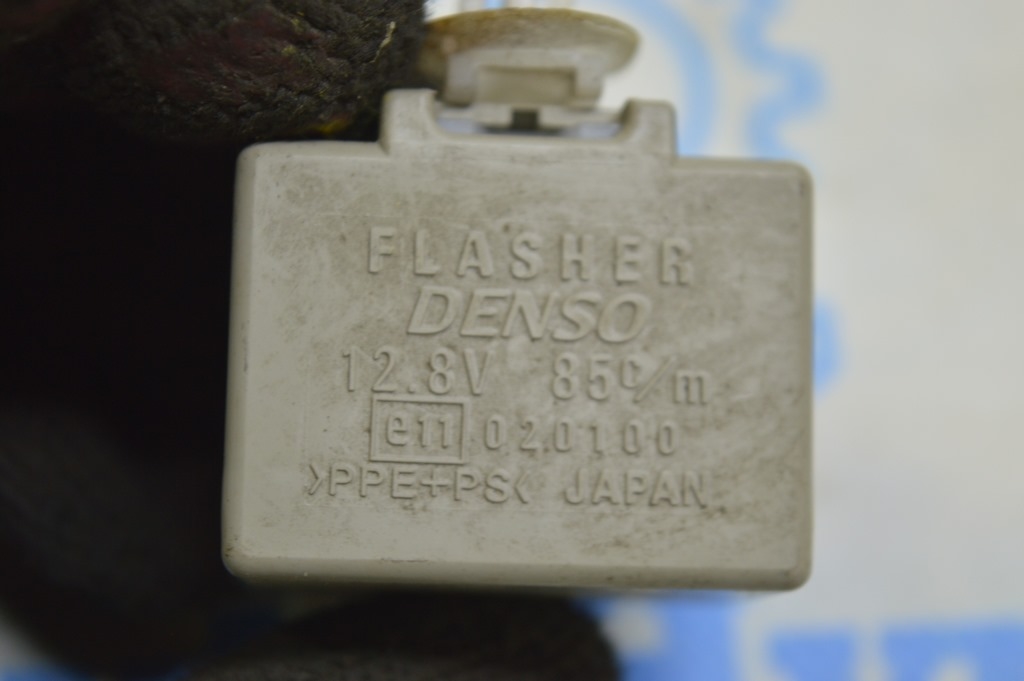 FLASHER
DENSO
12.8V 85c/m
e11 020100
>PPE+PS< JAPAN